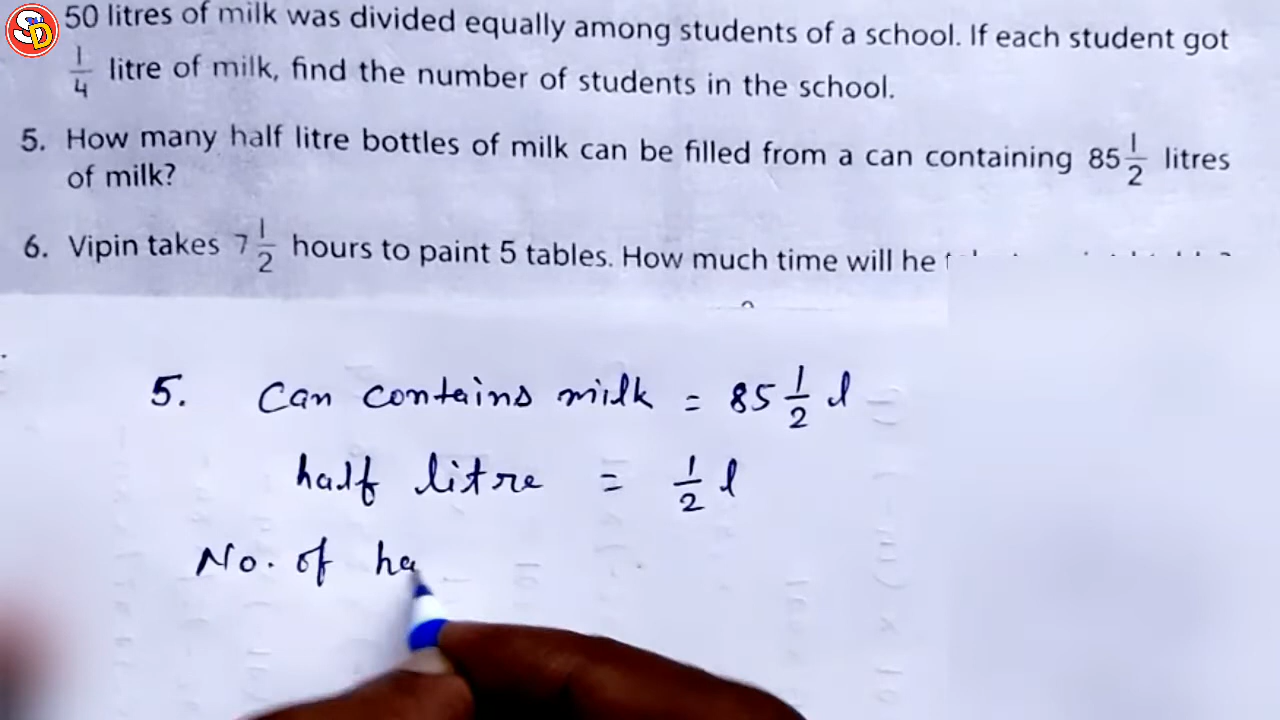 SD
50 litres of milk was divided equally among students of a school. If each student got
1/4 litre of milk, find the number of students in the school.
5. How many half litre bottles of milk can be filled from a can containing 85 1/2 litres
of milk?
6. Vipin takes 7 1/2 hours to paint 5 tables. How much time will he
5. Can contains milk = 85 1/2 l
half litre = 1/2 l
No. of ha